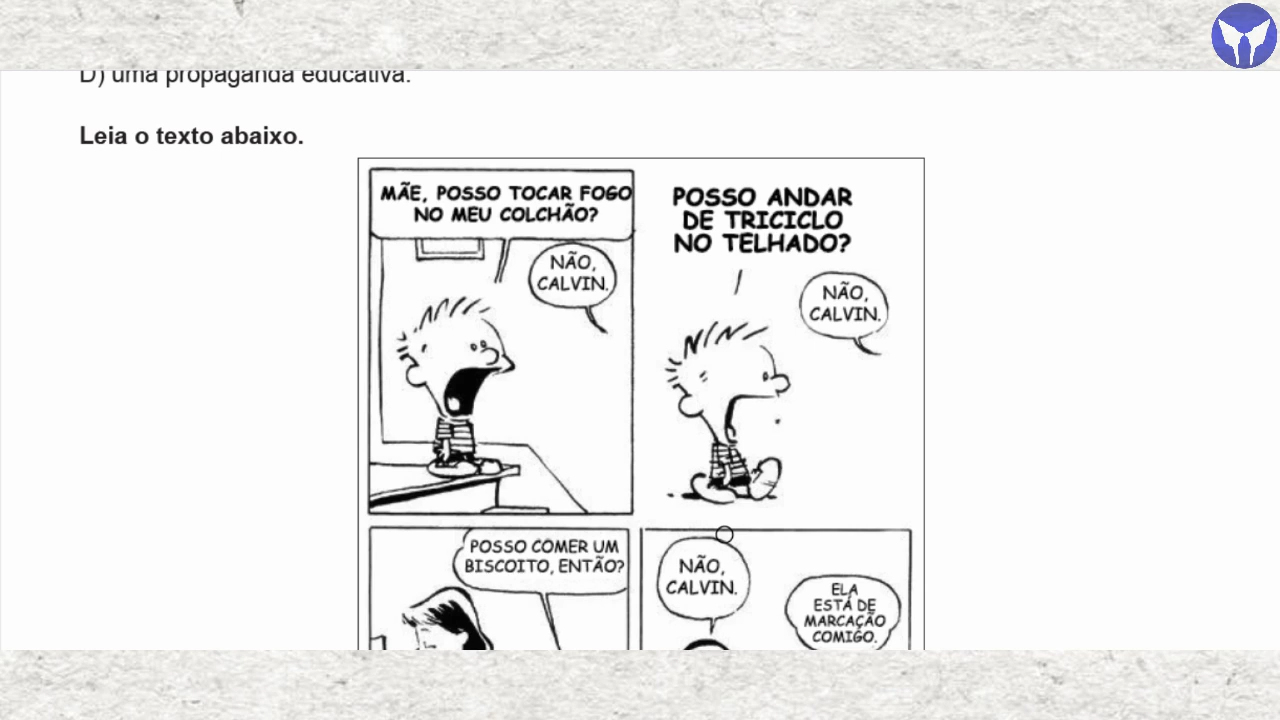 D) uma propaganda educativa.
Leia o texto abaixo.
MÃE, POSSO TOCAR FOGO
NO MEU COLCHÃO?
NÃO,
CALVIN.
POSSO ANDAR
DE TRICICLO
NO TELHADO?
NÃO,
CALVIN.
POSSO COMER UM
BISCOITO, ENTÃO?
NÃO,
CALVIN.
ELA
ESTÁ DE
MARCAÇÃO
COMIGO.